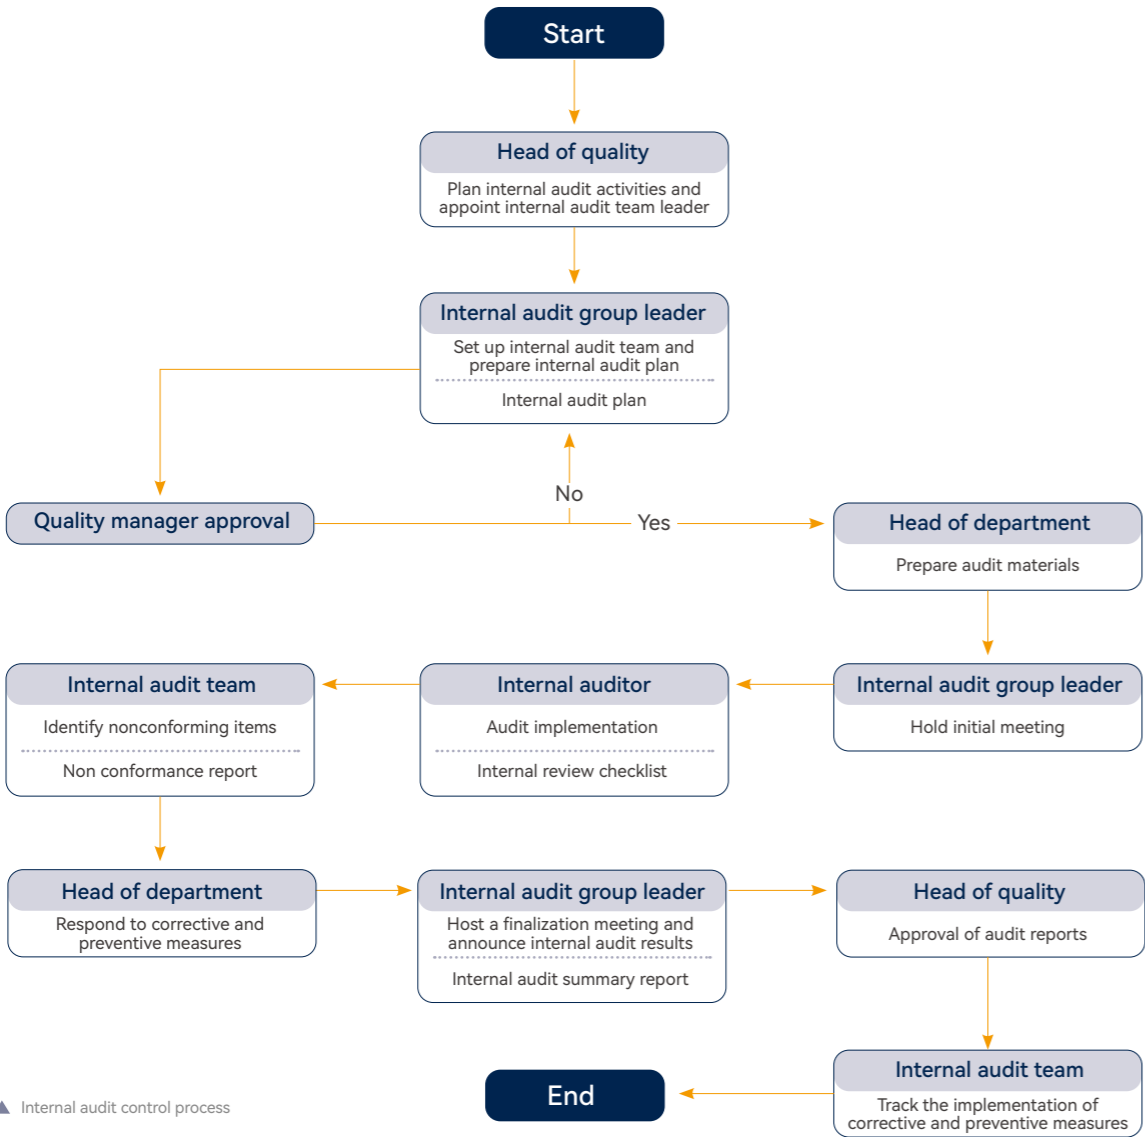 Start
Head of quality
Plan internal audit activities and
appoint internal audit team leader
Internal audit group leader
Set up internal audit team and
prepare internal audit plan
Internal audit plan
No
Quality manager approval
Yes
Head of department
Prepare audit materials
Internal audit team
Identify nonconforming items
Non conformance report
Internal auditor
Audit implementation
Internal review checklist
Internal audit group leader
Hold initial meeting
Head of department
Respond to corrective and
preventive measures
Internal audit group leader
Host a finalization meeting and
announce internal audit results
Internal audit summary report
Head of quality
Approval of audit reports
Internal audit team
Track the implementation of
corrective and preventive measures
End
Internal audit control process